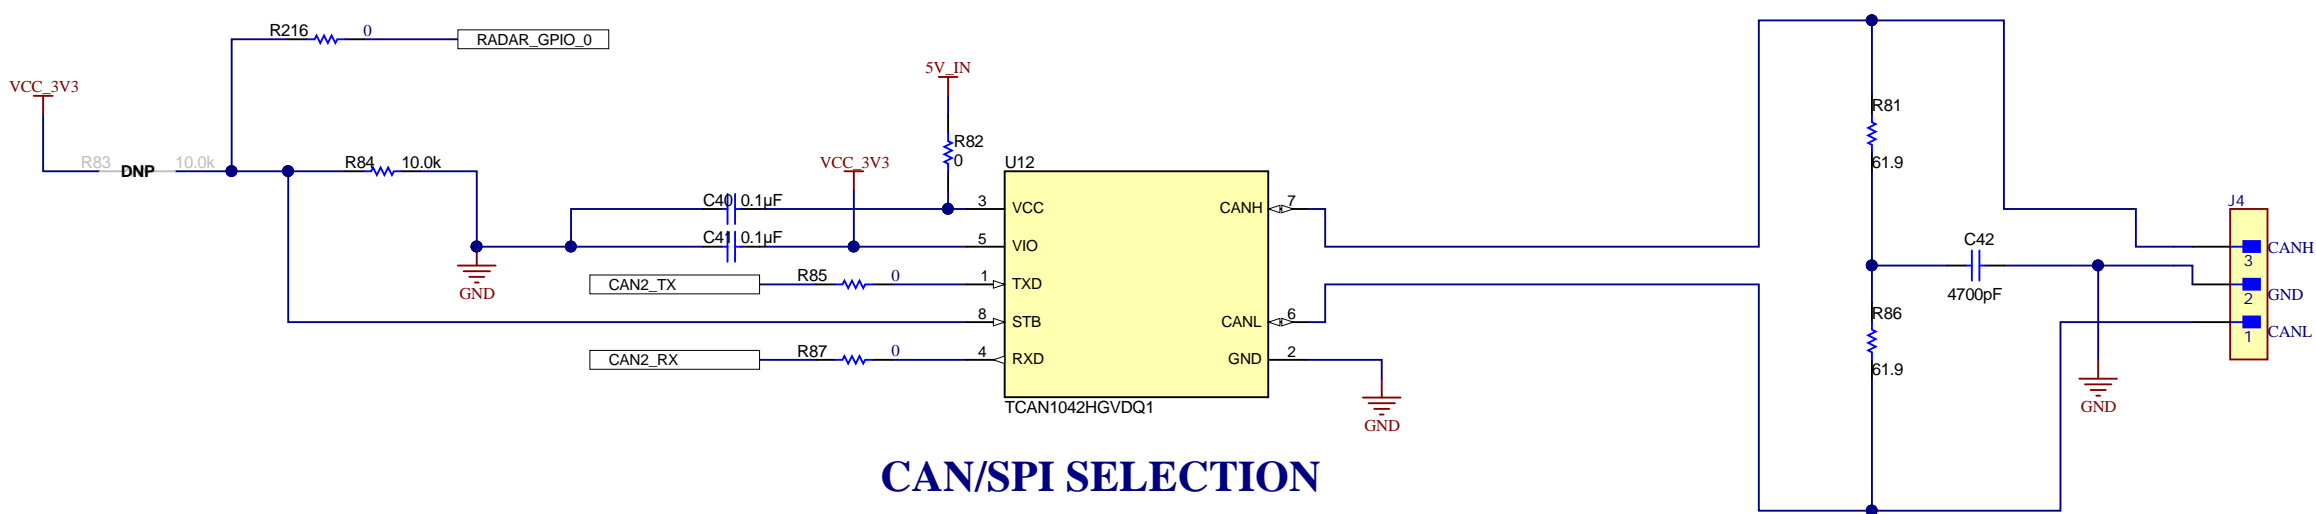 R216 0 RADAR_GPIO_0
5V_IN
VCC_3V3
R81
R82
0
R83 DNP 10.0k R84 10.0k VCC_3V3 U12
61.9
C40 0.1µF 3 VCC CANH 7 J4
C41 0.1µF 5 VIO C42 CANH
3
CAN2_TX R85 0 1 TXD
GND 4700pF 2 GND
8 STB CANL 6 R86 1 CANL
CAN2_RX R87 0 4 RXD GND 2
61.9
TCAN1042HGVDQ1 GND
GND
CAN/SPI SELECTION